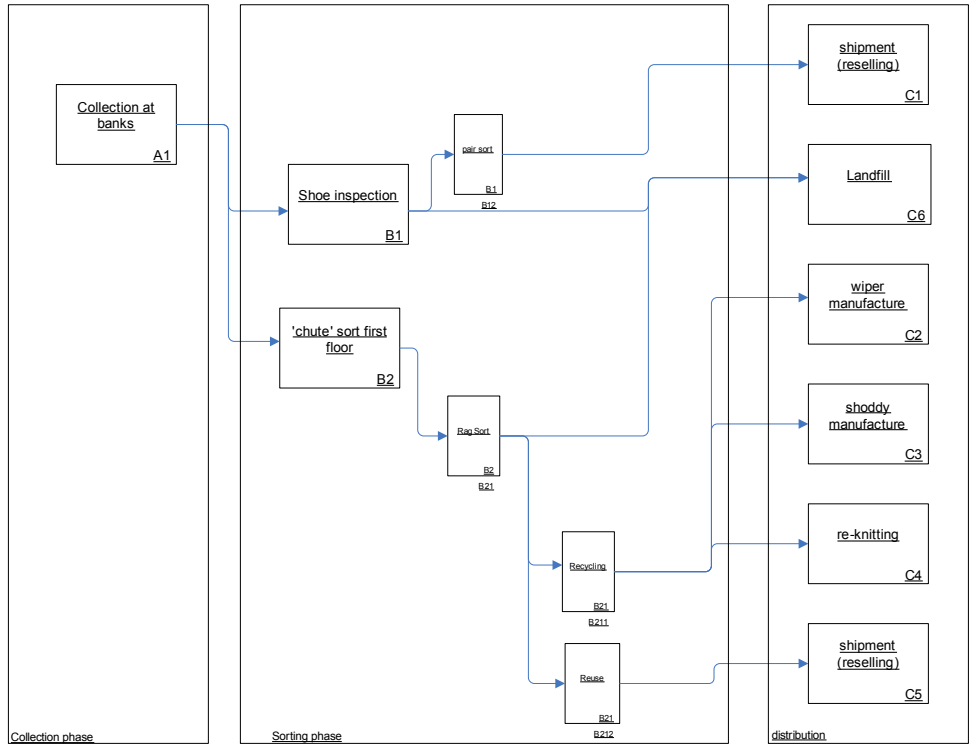 Collection at
banks
A1
Collection phase
Shoe inspection
B1
pair sort
B1
B12
'chute' sort first
floor
B2
Rag Sort
B2
B21
Recycling
B21
B211
Reuse
B21
B212
Sorting phase
shipment
(reselling)
C1
Landfill
C6
wiper
manufacture
C2
shoddy
manufacture
C3
re-knitting
C4
shipment
(reselling)
C5
distribution